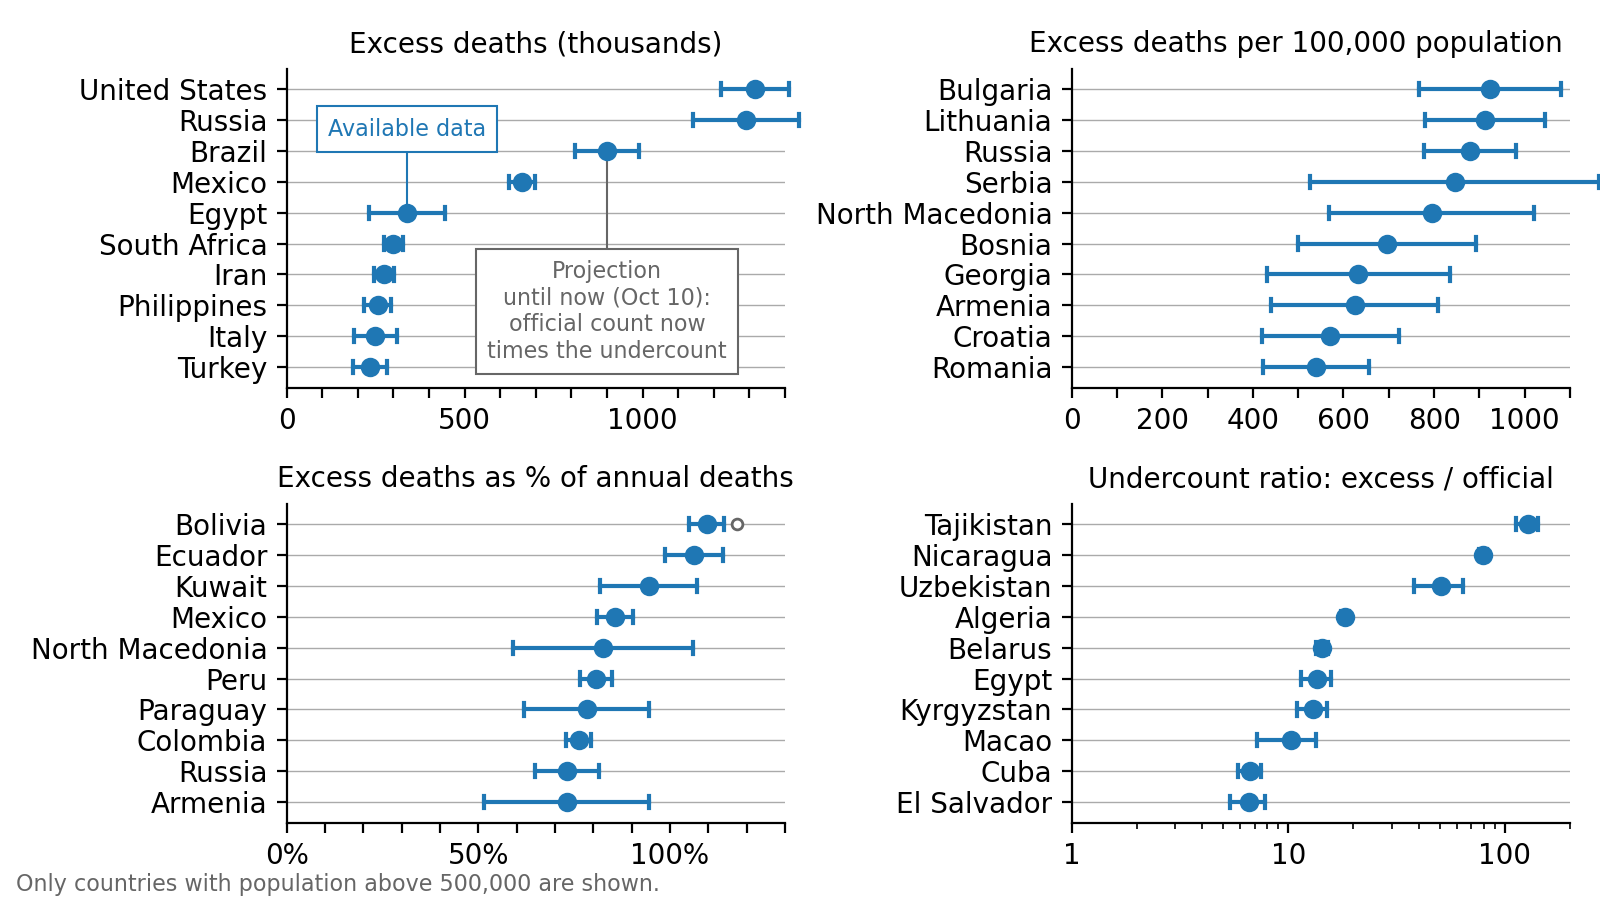 Excess deaths (thousands)
United States
Russia
Brazil
Mexico
Egypt
South Africa
Iran
Philippines
Italy
Turkey
Available data
Projection
until now (Oct 10):
official count now
times the undercount
0 500 1000
Excess deaths per 100,000 population
Bulgaria
Lithuania
Russia
Serbia
North Macedonia
Bosnia
Georgia
Armenia
Croatia
Romania
0 200 400 600 800 1000
Excess deaths as % of annual deaths
Bolivia
Ecuador
Kuwait
Mexico
North Macedonia
Peru
Paraguay
Colombia
Russia
Armenia
0% 50% 100%
Undercount ratio: excess / official
Tajikistan
Nicaragua
Uzbekistan
Algeria
Belarus
Egypt
Kyrgyzstan
Macao
Cuba
El Salvador
1 10 100
Only countries with population above 500,000 are shown.